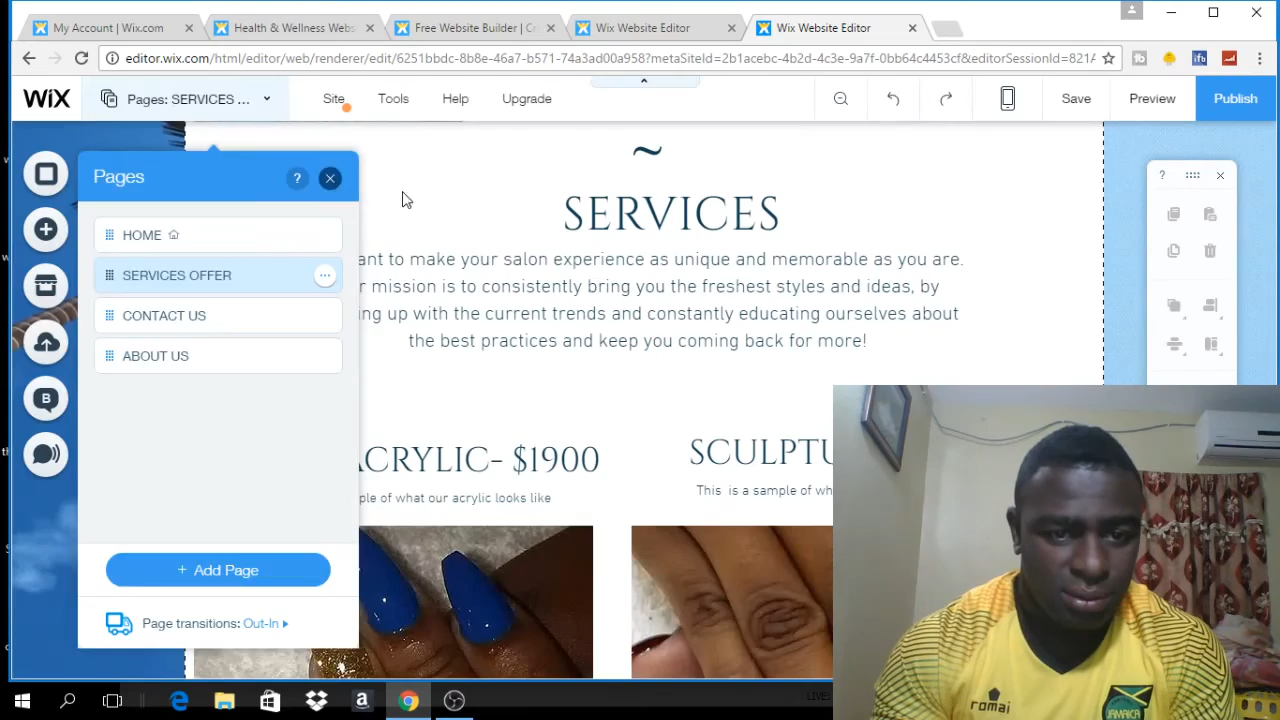 My Account | Wix.com
Health & Wellness Webs
Free Website Builder | Cr
Wix Website Editor
Wix Website Editor
editor.wix.com/html/editor/web/renderer/edit/6251bbdc-8b8e-46a7-b571-74a3ad00a958?metaSiteId=2b1acebc-4b2d-4c3e-9a7f-0bb64c4453cf&editorSessionId=821A
WiX
Pages: SERVICES ...
Site
Tools
Help
Upgrade
Save
Preview
Publish
Pages
?
HOME
SERVICES OFFER
CONTACT US
ABOUT US
+ Add Page
Page transitions: Out-In
~
SERVICES
ant to make your salon experience as unique and memorable as you are.
r mission is to consistently bring you the freshest styles and ideas, by
ing up with the current trends and constantly educating ourselves about
the best practices and keep you coming back for more!
ACRYLIC- $1900
ple of what our acrylic looks like
SCULPTU
This is a sample of wh
?
B
ifb
a
LIVE:
romai
JAMAICA